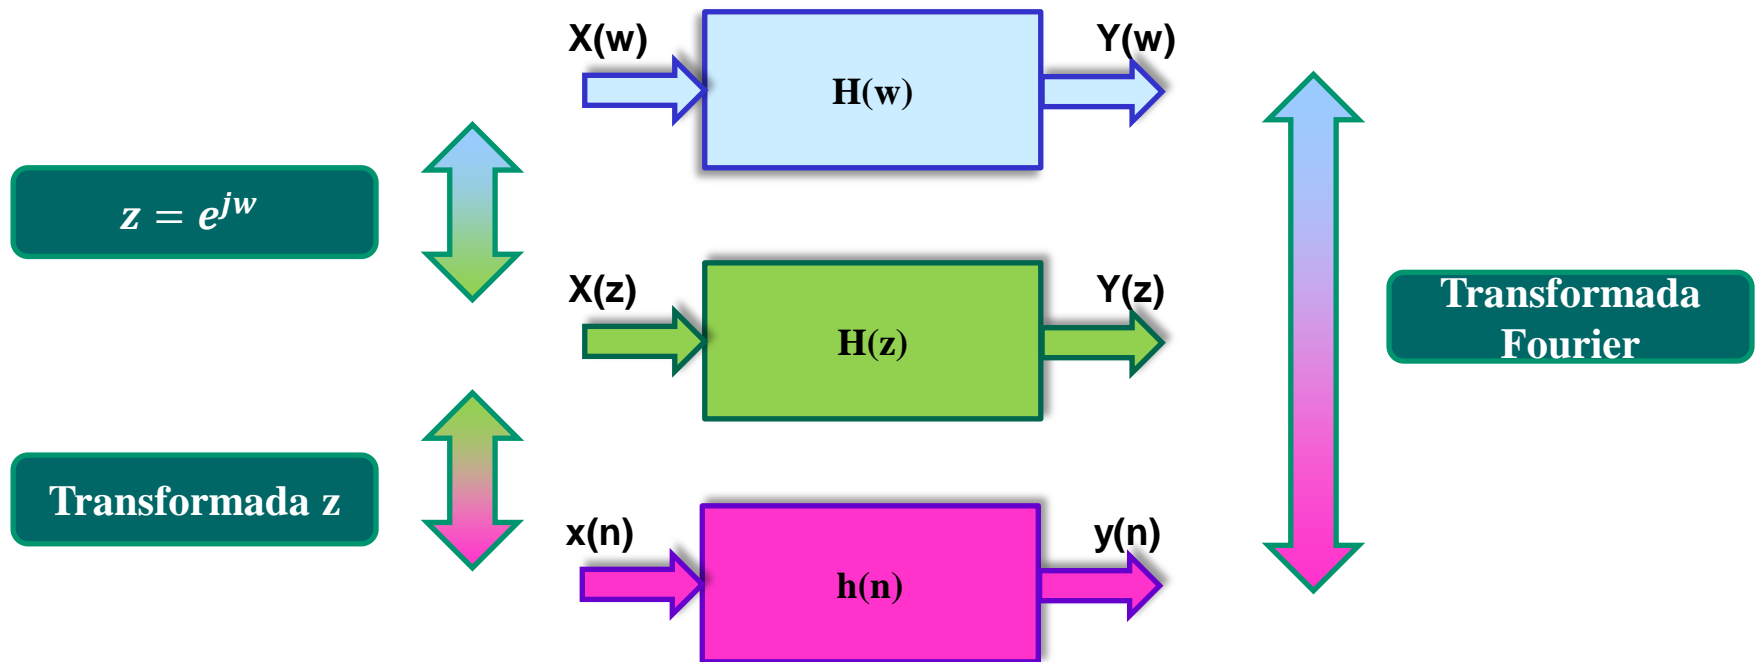 X(w)
H(w)
Y(w)
z = e^{jw}
X(z)
H(z)
Y(z)
Transformada
Fourier
Transformada z
x(n)
h(n)
y(n)